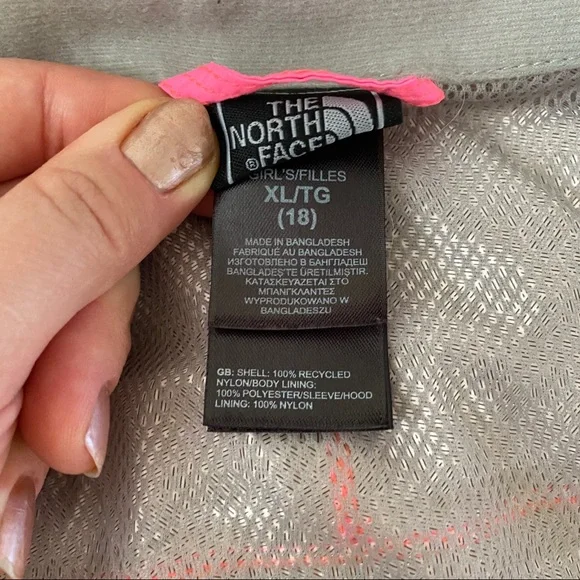 THE
NORTH
FACE
®
GIRL'S/FILLES
XL/TG
(18)
MADE IN BANGLADESH
FABRIQUÉ AU BANGLADESH
ИЗГОТОВЛЕНО В БАНГЛАДЕШ
BANGLADEŞ'TE ÜRETİLMİŞTİR.
ΚΑΤΑΣΚΕΥΑΖΕΤΑΙ ΣΤΟ
ΜΠΑΝΓΚΛΑΝΤΕΣ
WYPRODUKOWANO W
BANGLADESZU
GB: SHELL: 100% RECYCLED
NYLON/BODY LINING:
100% POLYESTER/SLEEVE/HOOD
LINING: 100% NYLON